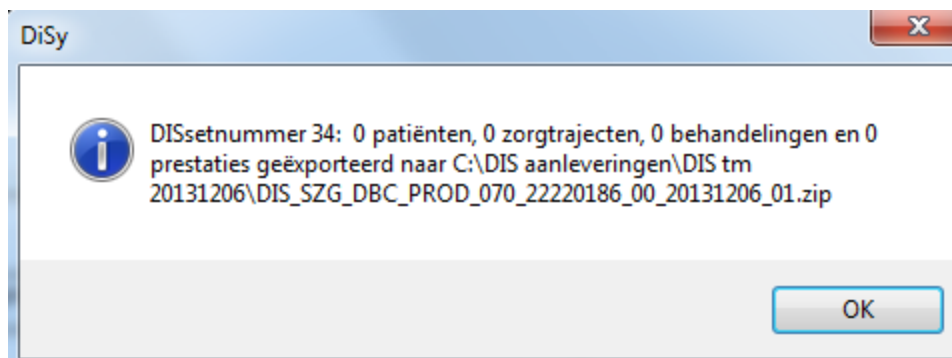 DiSy
DISsetnummer 34: 0 patiënten, 0 zorgtrajecten, 0 behandelingen en 0
prestaties geëxporteerd naar C:\DIS aanleveringen\DIS tm
20131206\DIS_SZG_DBC_PROD_070_22220186_00_20131206_01.zip
OK